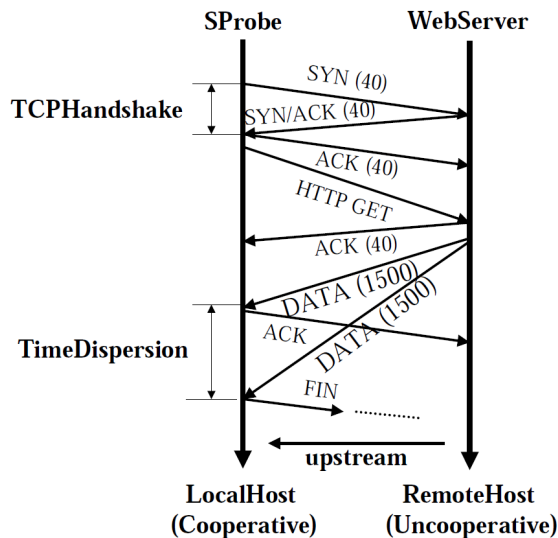 SProbe
WebServer
SYN (40)
TCPHandshake
SYN/ACK (40)
ACK (40)
HTTP GET
ACK (40)
DATA (1500)
DATA (1500)
ACK
TimeDispersion
FIN
..........
upstream
LocalHost
(Cooperative)
RemoteHost
(Uncooperative)